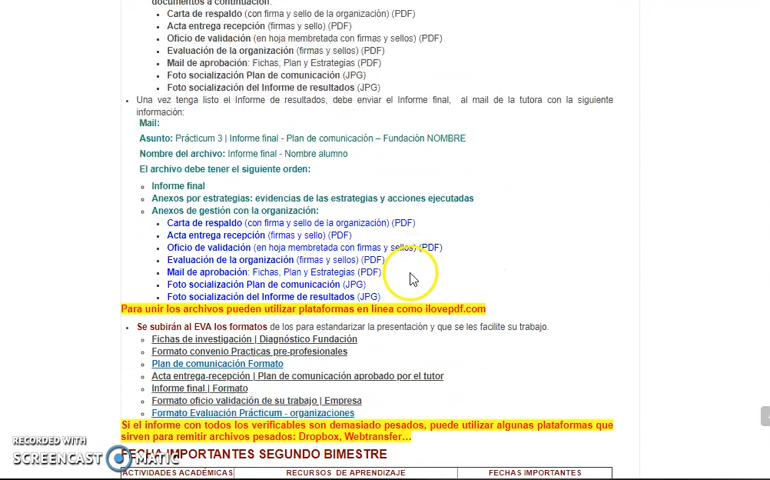 documentos a continuación:
Carta de respaldo (con firma y sello de la organización) (PDF)
Acta entrega recepción (firmas y sello) (PDF)
Oficio de validación (en hoja membretada con firmas y sellos) (PDF)
Evaluación de la organización (firmas y sellos) (PDF)
Mail de aprobación: Fichas, Plan y Estrategias (PDF)
Foto socialización Plan de comunicación (JPG)
Foto socialización del Informe de resultados (JPG)
Una vez tenga listo el Informe de resultados, debe enviar el Informe final, al mail de la tutora con la siguiente
información:
Mail:
Asunto: Prácticum 3 | Informe final - Plan de comunicación – Fundación NOMBRE
Nombre del archivo: Informe final - Nombre alumno
El archivo debe tener el siguiente orden:
Informe final
Anexos por estrategias: evidencias de las estrategias y acciones ejecutadas
Anexos de gestión con la organización:
Carta de respaldo (con firma y sello de la organización) (PDF)
Acta entrega recepción (firmas y sello) (PDF)
Oficio de validación (en hoja membretada con firmas y sellos) (PDF)
Evaluación de la organización (firmas y sellos) (PDF)
Mail de aprobación: Fichas, Plan y Estrategias (PDF)
Foto socialización Plan de comunicación (JPG)
Foto socialización del Informe de resultados (JPG)
Para unir los archivos pueden utilizar plataformas en línea como ilovepdf.com
Se subirán al EVA los formatos de los para estandarizar la presentación y que se les facilite su trabajo.
Fichas de investigación | Diagnóstico Fundación
Formato convenio Practicas pre-profesionales
Plan de comunicación Formato
Acta entrega-recepción | Plan de comunicación aprobado por el tutor
Informe final | Formato
Formato oficio validación de su trabajo | Empresa
Formato Evaluación Prácticum - organizaciones
Si el informe con todos los verificables son demasiado pesados, puede utilizar algunas plataformas que
sirven para remitir archivos pesados: Dropbox, Webtransfer…
FECHA IMPORTANTES SEGUNDO BIMESTRE
ACTIVIDADES ACADÉMICAS RECURSOS DE APRENDIZAJE FECHAS IMPORTANTES
RECORDED WITH
SCREENCAST MATIC